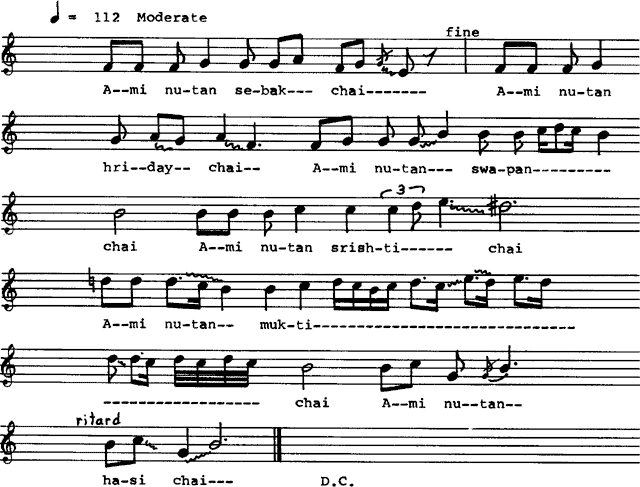 ♩ = 112 Moderate
fine
A--mi nu-tan se-bak--- chai------- A--mi nu-tan
hri-day-- chai-- A--mi nu-tan--- swa-pan---------
3
chai A--mi nu-tan srish-ti------ chai
A--mi nu-tan-- muk-ti------------------------------
------------------ chai A--mi nu--tan--
ritard
ha-si chai--- D.C.